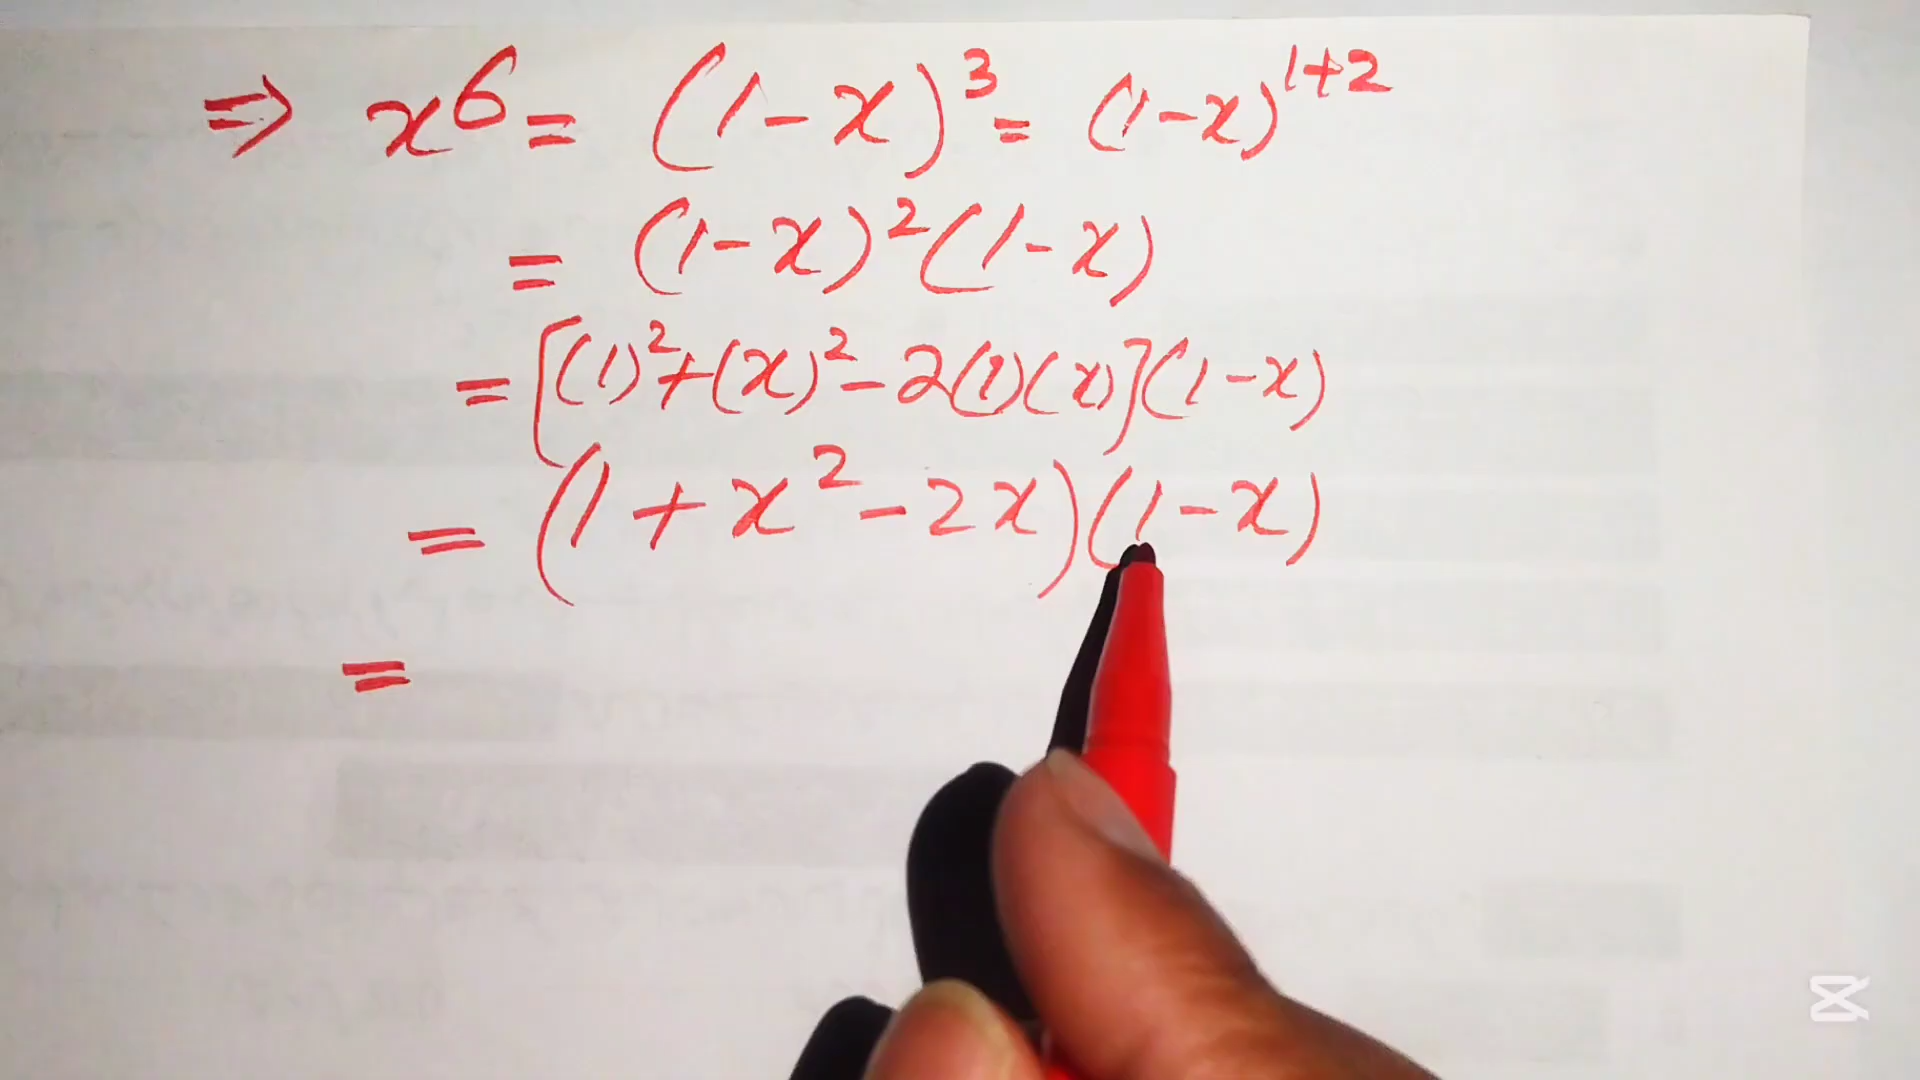 ⇒ x⁶ = (1-x)³ = (1-x)¹⁺²
= (1-x)²(1-x)
= [(1)²+(x)²-2(1)(x)](1-x)
= (1+x²-2x)(1-x)
=